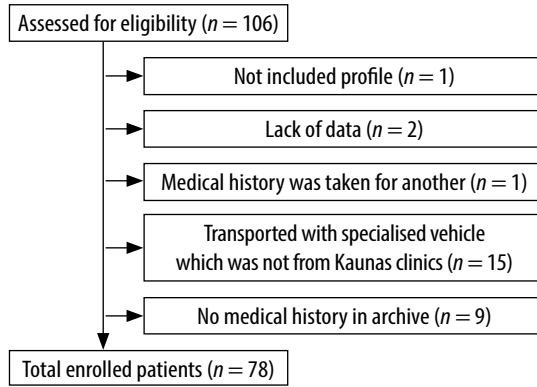 Assessed for eligibility (n = 106)
Not included profile (n = 1)
Lack of data (n = 2)
Medical history was taken for another (n = 1)
Transported with specialised vehicle
which was not from Kaunas clinics (n = 15)
No medical history in archive (n = 9)
Total enrolled patients (n = 78)